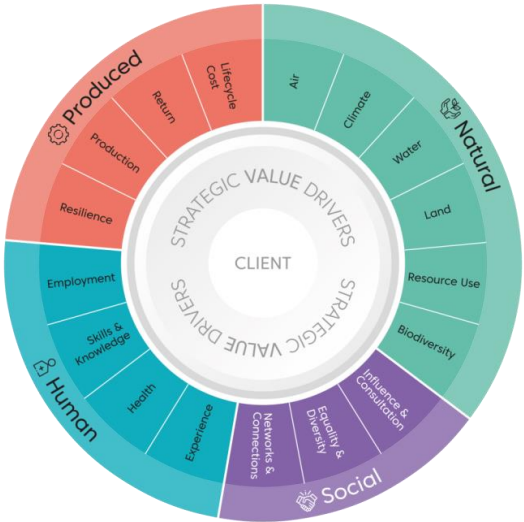 Produced
Lifecycle
Cost
Return
Production
Resilience
Natural
Air
Climate
Water
Land
Resource Use
Biodiversity
Social
Influence &
Consultation
Equality &
Diversity
Networks &
Connections
Human
Experience
Health
Skills &
Knowledge
Employment
STRATEGIC VALUE DRIVERS
CLIENT
STRATEGIC VALUE DRIVERS